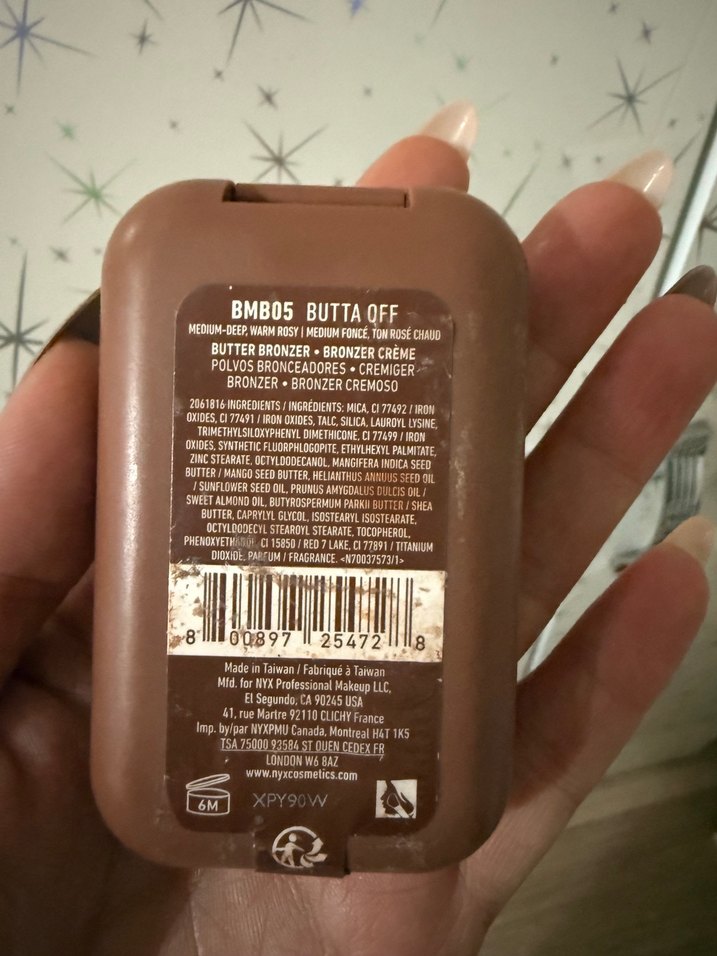 BMB05 BUTTA OFF
MEDIUM-DEEP, WARM ROSY | MEDIUM FONCÉ, TON ROSÉ CHAUD
BUTTER BRONZER • BRONZER CRÈME
POLVOS BRONCEADORES • CREMIGER
BRONZER • BRONZER CREMOSO
2061816 INGREDIENTS / INGRÉDIENTS: MICA, CI 77492 / IRON
OXIDES, CI 77491 / IRON OXIDES, TALC, SILICA, LAUROYL LYSINE,
TRIMETHYLSILOXYPHENYL DIMETHICONE, CI 77499 / IRON
OXIDES, SYNTHETIC FLUORPHLOGOPITE, ETHYLHEXYL PALMITATE,
ZINC STEARATE, OCTYLDODECANOL, MANGIFERA INDICA SEED
BUTTER / MANGO SEED BUTTER, HELIANTHUS ANNUUS SEED OIL
/ SUNFLOWER SEED OIL, PRUNUS AMYGDALUS DULCIS OIL /
SWEET ALMOND OIL, BUTYROSPERMUM PARKII BUTTER / SHEA
BUTTER, CAPRYLYL GLYCOL, ISOSTEARYL ISOSTEARATE,
OCTYLDODECYL STEAROYL STEARATE, TOCOPHEROL,
PHENOXYETHANOL, CI 15850 / RED 7 LAKE, CI 77891 / TITANIUM
DIOXIDE, PARFUM / FRAGRANCE. <N70037573/1>
8 00897 25472 8
Made in Taiwan / Fabriqué à Taiwan
Mfd. for NYX Professional Makeup LLC,
El Segundo, CA 90245 USA
41, rue Martre 92110 CLICHY France
Imp. by/par NYXPMU Canada, Montreal H4T 1K5
TSA 75000 93584 ST OUEN CEDEX FR
LONDON W6 8AZ
www.nyxcosmetics.com
6M XPY90W